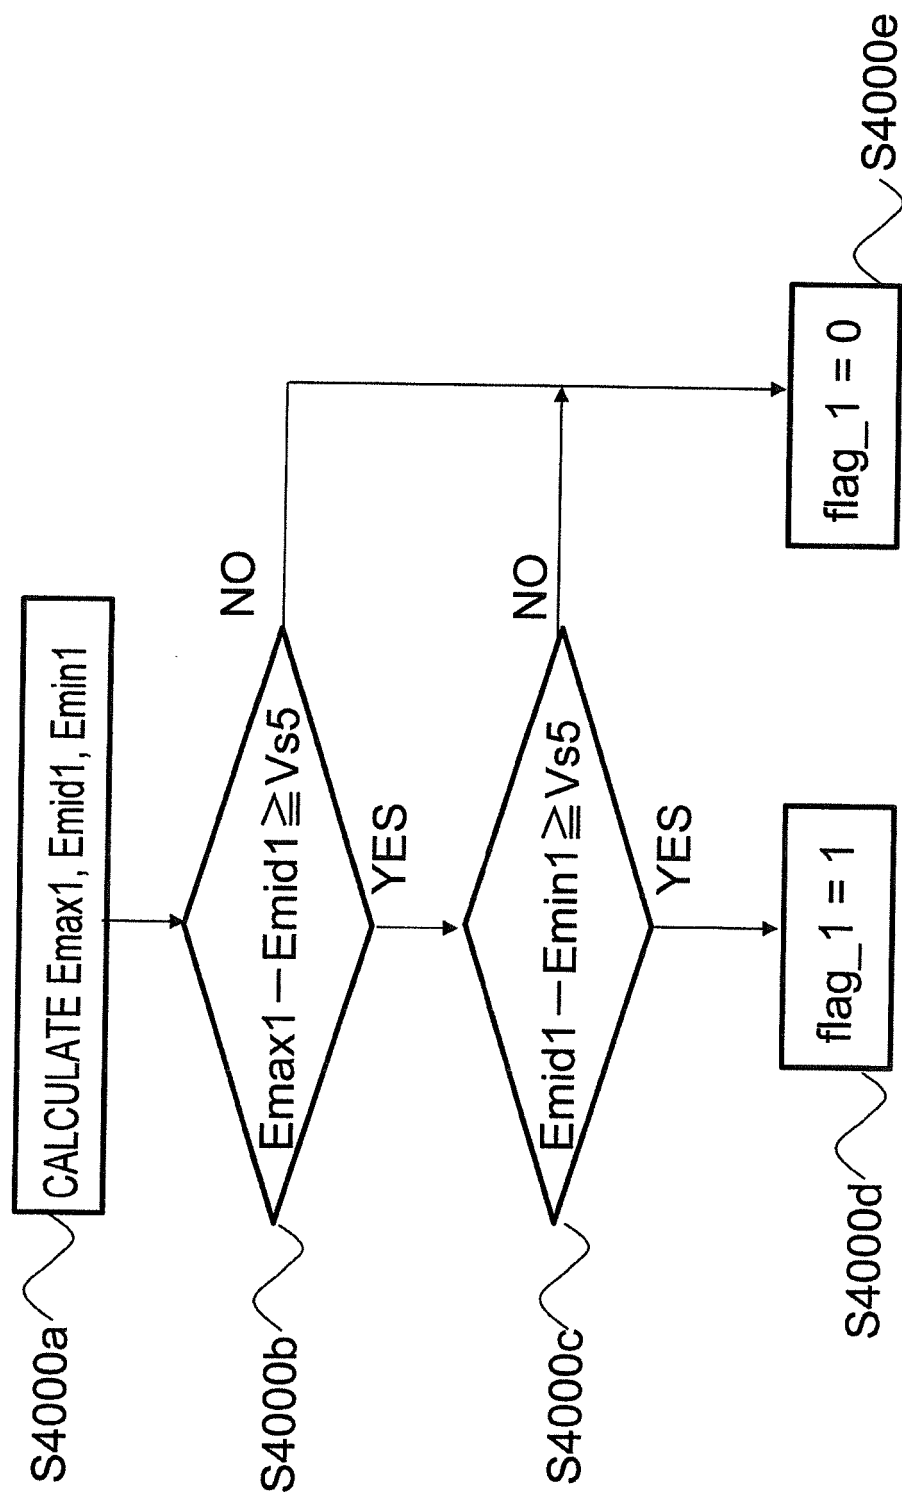 S4000a
CALCULATE Emax1, Emid1, Emin1
S4000b
Emax1－Emid1≧Vs5
NO
YES
S4000c
Emid1－Emin1≧Vs5
NO
YES
S4000d
flag_1 = 1
flag_1 = 0
S4000e